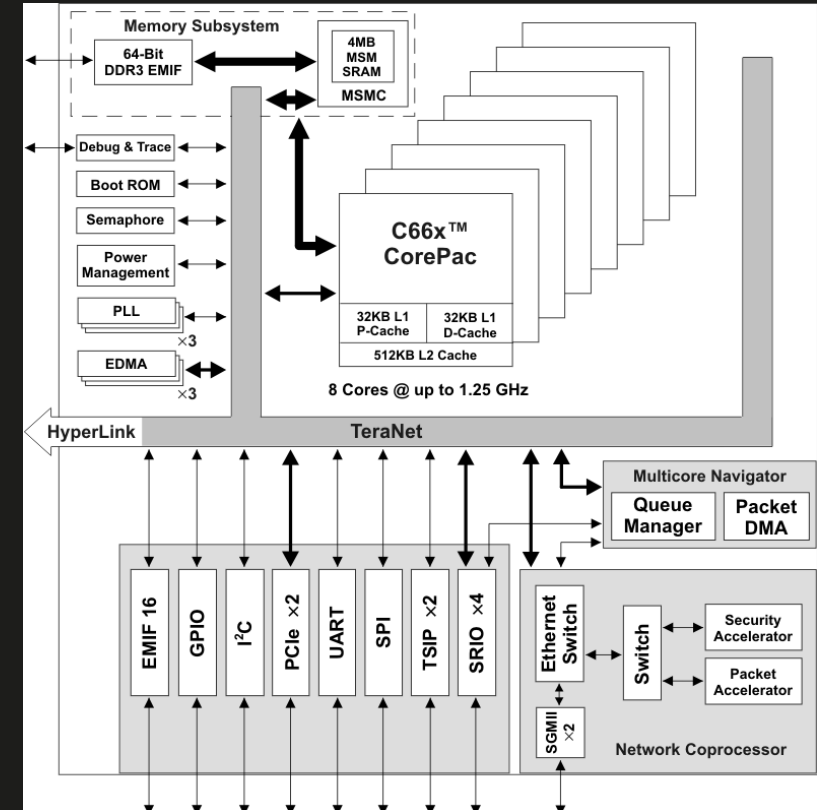 Memory Subsystem
64-Bit
DDR3 EMIF
4MB
MSM
SRAM
MSMC
Debug & Trace
Boot ROM
Semaphore
Power
Management
PLL
×3
EDMA
×3
C66x™
CorePac
32KB L1
P-Cache
32KB L1
D-Cache
512KB L2 Cache
8 Cores @ up to 1.25 GHz
HyperLink
TeraNet
Multicore Navigator
Queue
Manager
Packet
DMA
EMIF 16
GPIO
I²C
PCIe ×2
UART
SPI
TSIP ×2
SRIO ×4
Ethernet
Switch
Switch
Security
Accelerator
Packet
Accelerator
SGMII
×2
Network Coprocessor